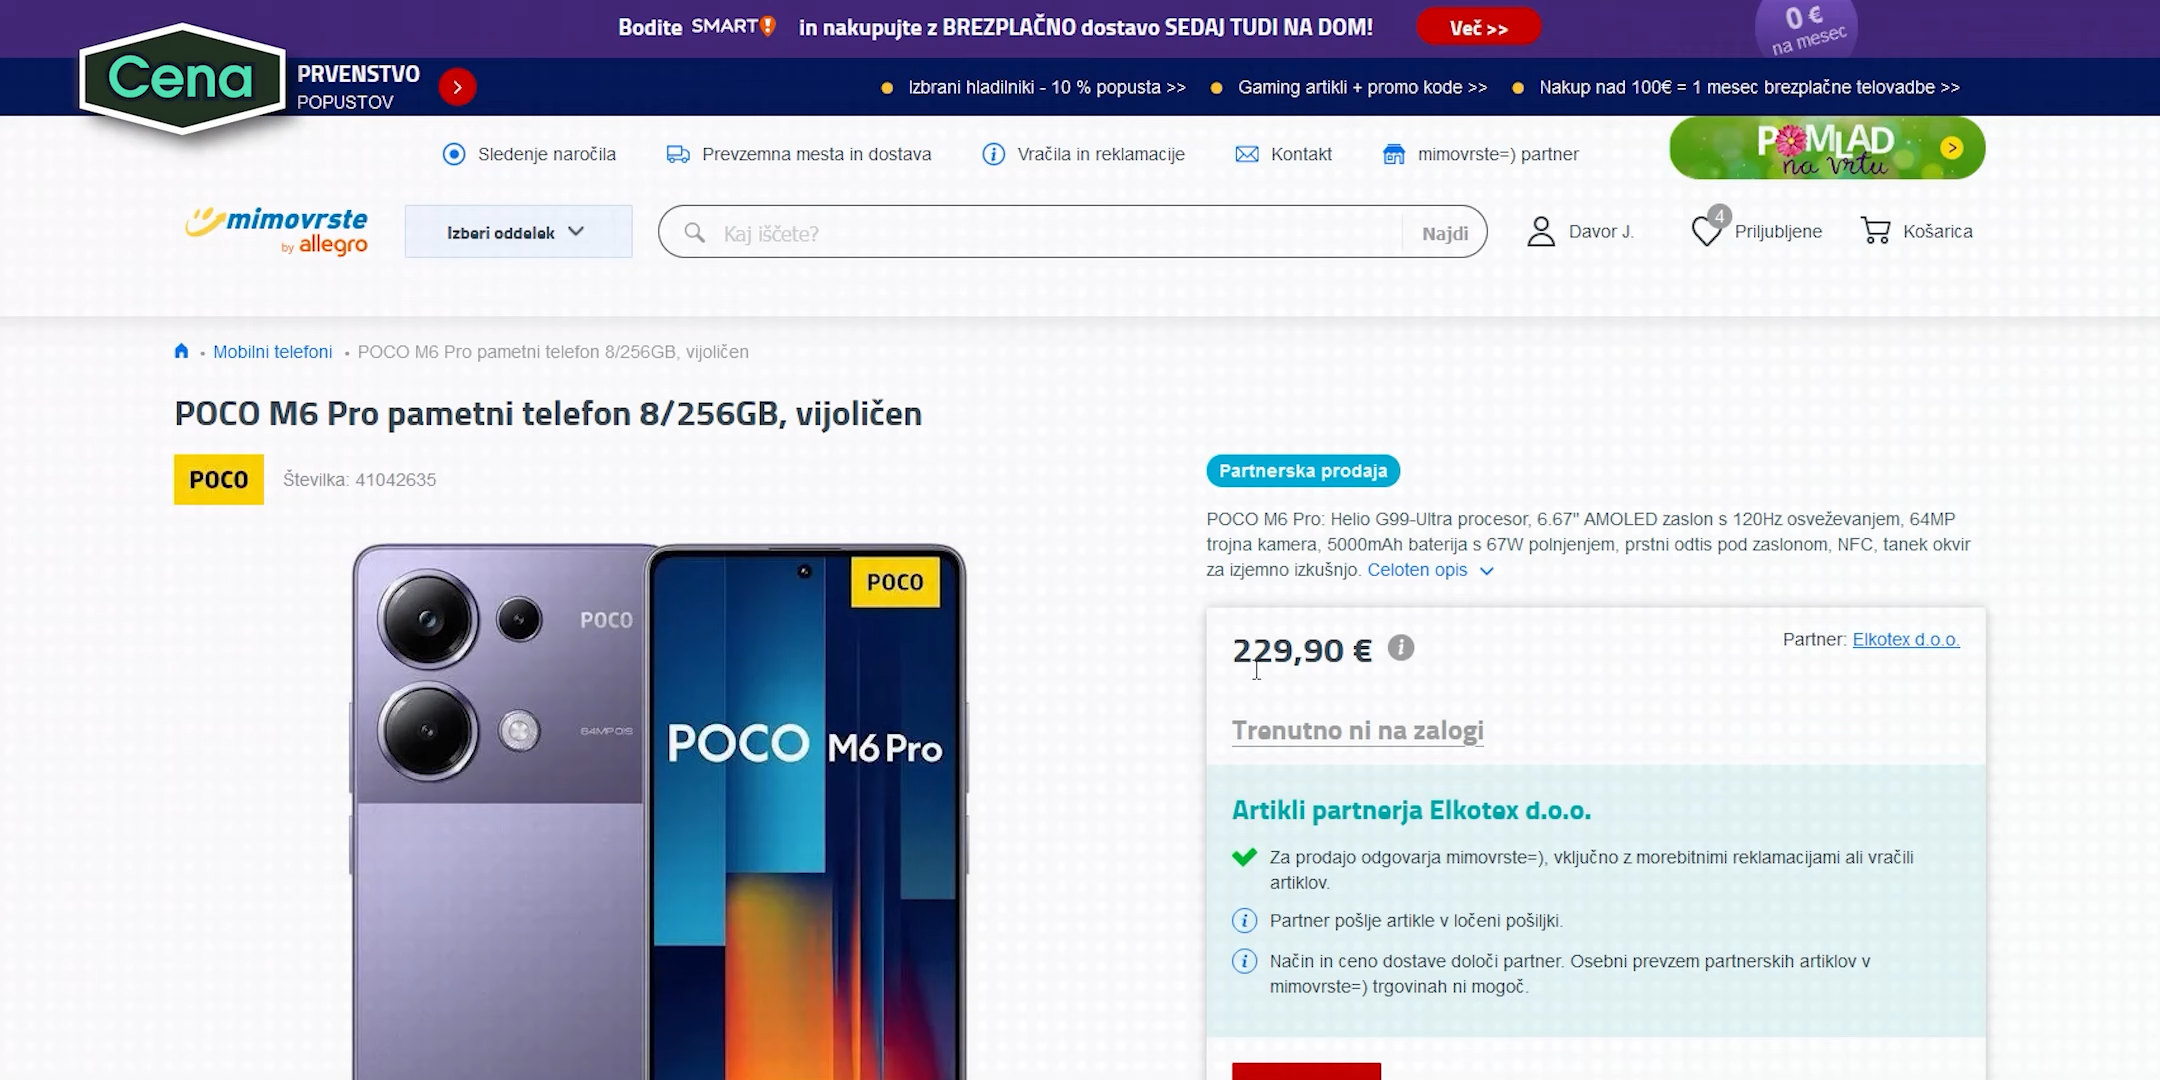 Bodite SMART! in nakupujte z BREZPLAČNO dostavo SEDAJ TUDI NA DOM!
Več >>
0 €
na mesec
Cena
PRVENSTVO
POPUSTOV
Izbrani hladilniki - 10 % popusta >>
Gaming artikli + promo kode >>
Nakup nad 100€ = 1 mesec brezplačne telovadbe >>
Sledenje naročila
Prevzemna mesta in dostava
Vračila in reklamacije
Kontakt
mimovrste=) partner
POMLAD
na vrtu
mimovrste
by allegro
Izberi oddelek
Kaj iščete?
Najdi
Davor J.
4
Priljubljene
Košarica
Mobilni telefoni • POCO M6 Pro pametni telefon 8/256GB, vijoličen
POCO M6 Pro pametni telefon 8/256GB, vijoličen
POCO
Številka: 41042635
Partnerska prodaja
POCO M6 Pro: Helio G99-Ultra procesor, 6.67" AMOLED zaslon s 120Hz osveževanjem, 64MP
trojna kamera, 5000mAh baterija s 67W polnjenjem, prstni odtis pod zaslonom, NFC, tanek okvir
za izjemno izkušnjo. Celoten opis
POCO
POCO
64MP OIS
POCO M6 Pro
229,90 €
Partner: Elkotex d.o.o.
Trenutno ni na zalogi
Artikli partnerja Elkotex d.o.o.
Za prodajo odgovarja mimovrste=), vključno z morebitnimi reklamacijami ali vračili
artiklov.
Partner pošlje artikle v ločeni pošiljki.
Način in ceno dostave določi partner. Osebni prevzem partnerskih artiklov v
mimovrste=) trgovinah ni mogoč.